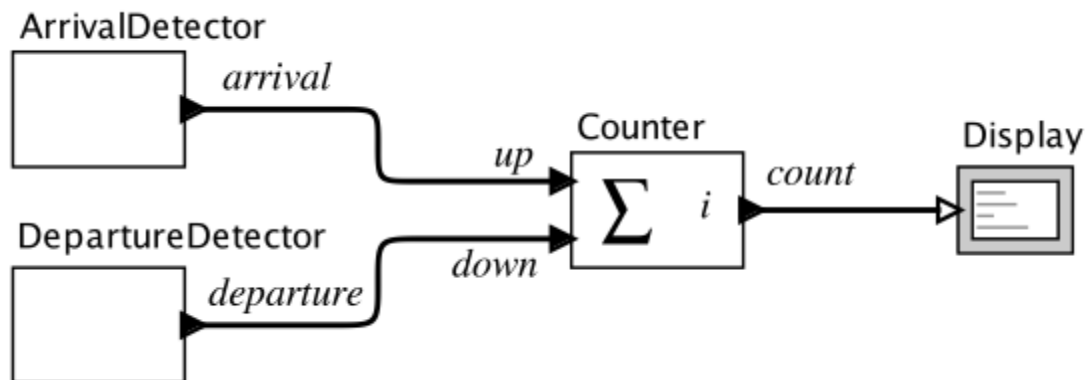 ArrivalDetector
arrival
up
Counter
Σ i
count
Display
DepartureDetector
departure
down